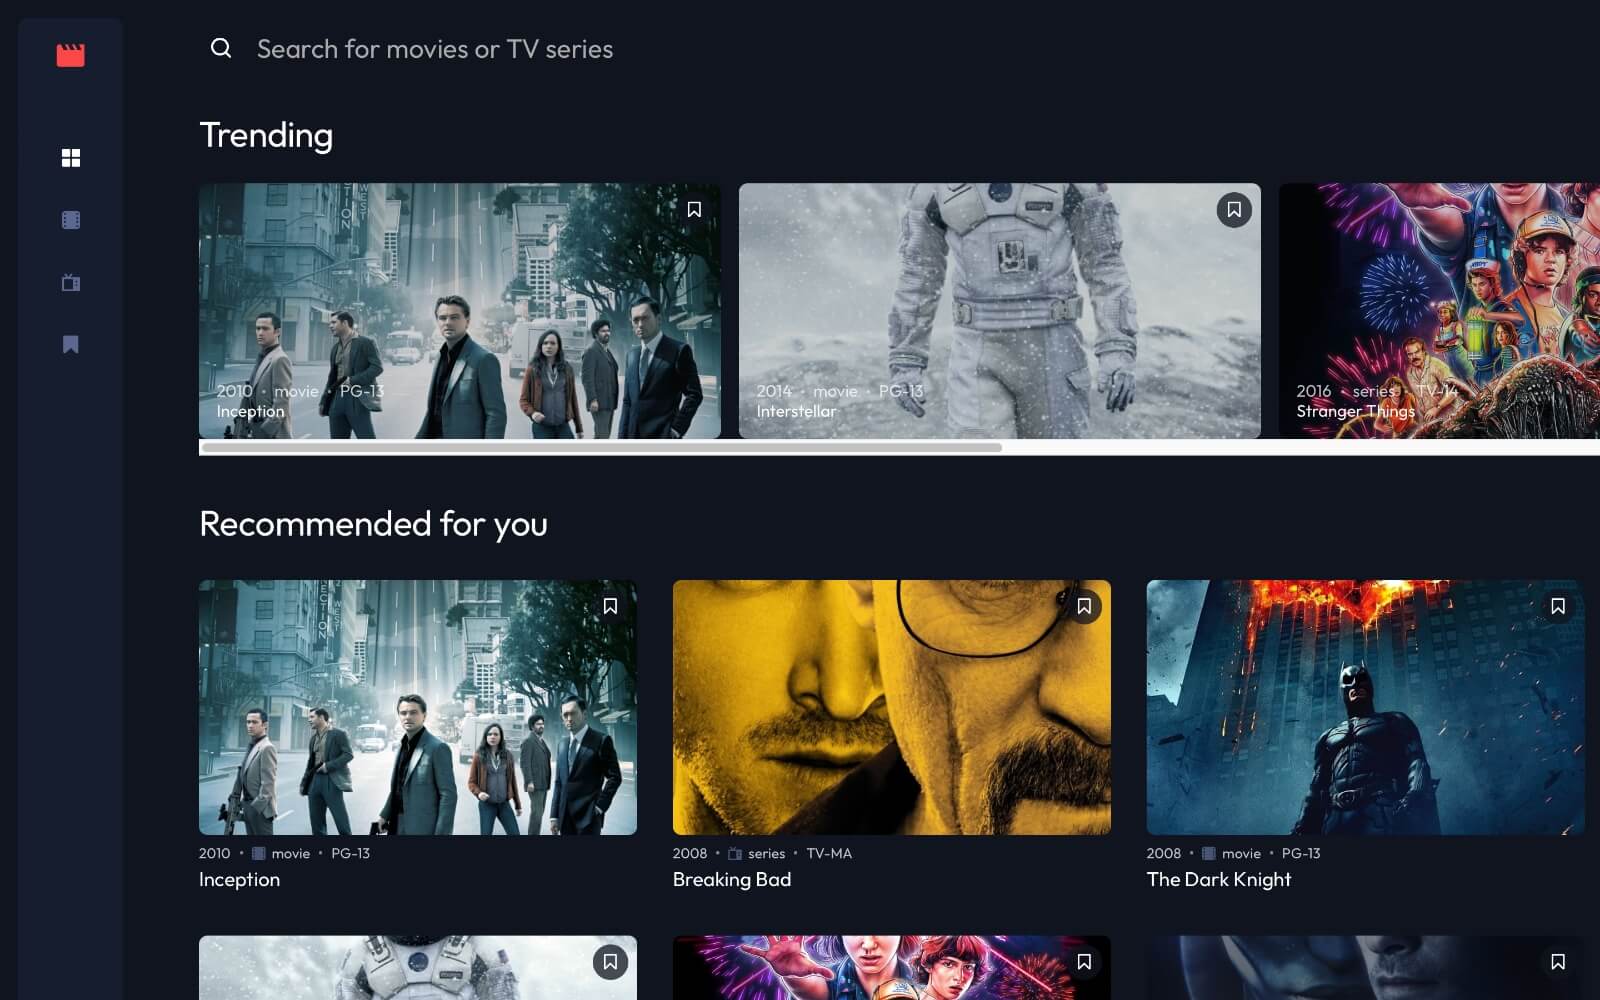 Search for movies or TV series
Trending
2010 · movie · PG-13
Inception
2014 · movie · PG-13
Interstellar
2016 · series · TV-14
Stranger Things
Recommended for you
2010 · movie · PG-13
Inception
2008 · series · TV-MA
Breaking Bad
2008 · movie · PG-13
The Dark Knight